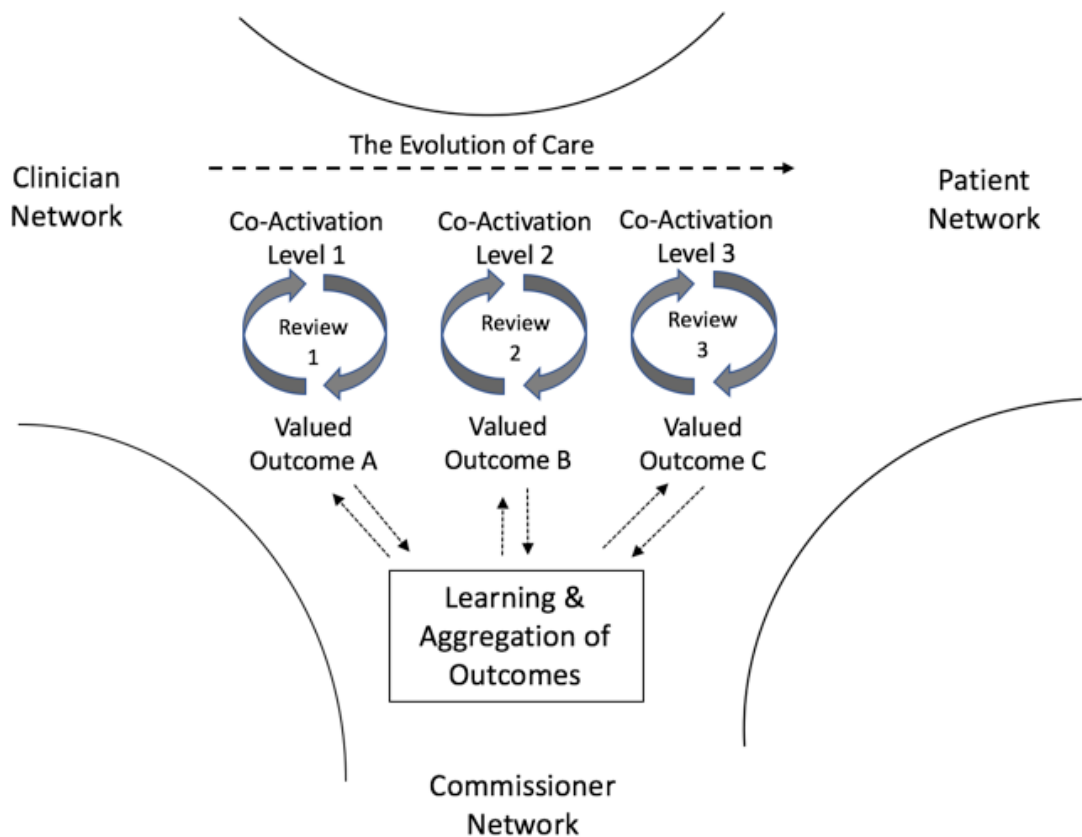 The Evolution of Care
Clinician
Network
Patient
Network
Co-Activation
Level 1
Co-Activation
Level 2
Co-Activation
Level 3
Review
1
Review
2
Review
3
Valued
Outcome A
Valued
Outcome B
Valued
Outcome C
Learning &
Aggregation of
Outcomes
Commissioner
Network